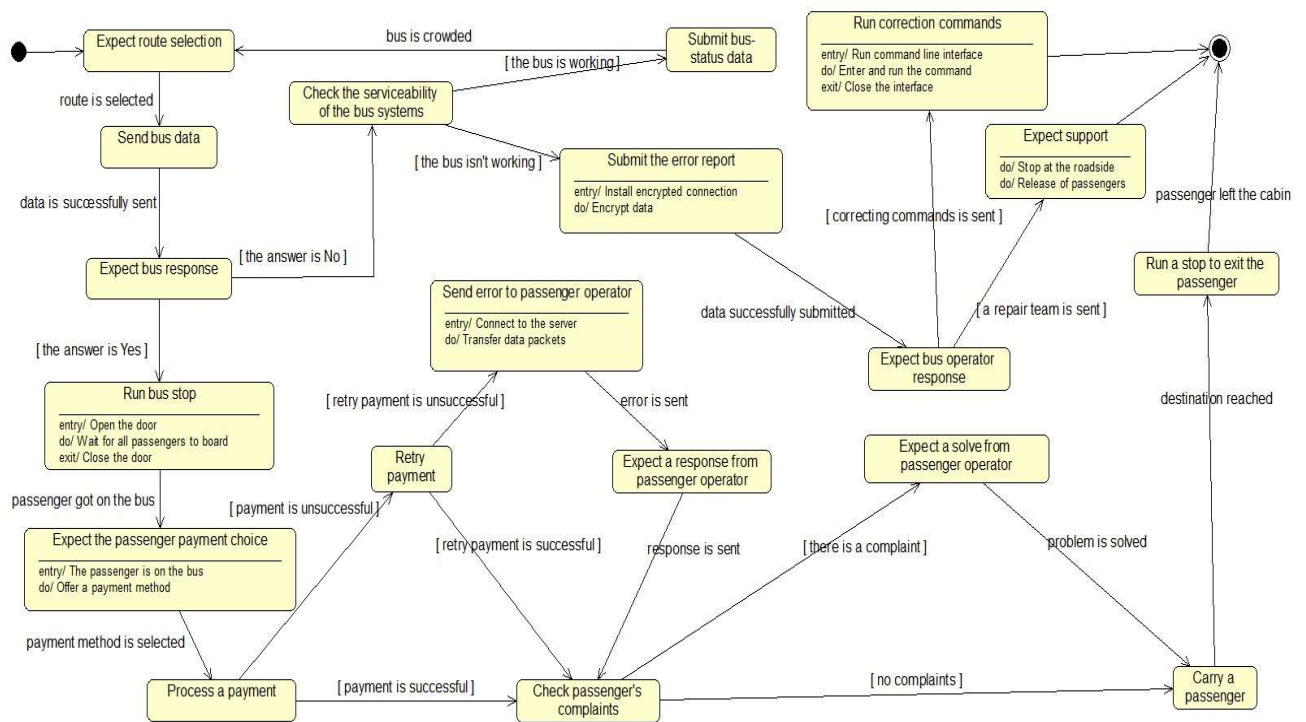 Expect route selection
route is selected
Send bus data
data is successfully sent
Expect bus response
[ the answer is No ]
[ the answer is Yes ]
bus is crowded
Submit bus-
status data
[ the bus is working ]
Check the serviceability
of the bus systems
[ the bus isn't working ]
Submit the error report
entry/ Install encrypted connection
do/ Encrypt data
data successfully submitted
Expect bus operator
response
[ correcting commands is sent ]
[ a repair team is sent ]
Run correction commands
entry/ Run command line interface
do/ Enter and run the command
exit/ Close the interface
Expect support
do/ Stop at the roadside
do/ Release of passengers
passenger left the cabin
Run a stop to exit the
passenger
destination reached
Run bus stop
entry/ Open the door
do/ Wait for all passengers to board
exit/ Close the door
passenger got on the bus
Expect the passenger payment choice
entry/ The passenger is on the bus
do/ Offer a payment method
payment method is selected
Process a payment
[ payment is unsuccessful ]
[ payment is successful ]
Retry
payment
[ retry payment is unsuccessful ]
[ retry payment is successful ]
Send error to passenger operator
entry/ Connect to the server
do/ Transfer data packets
error is sent
Expect a response from
passenger operator
response is sent
Check passenger's
complaints
[ there is a complaint ]
[ no complaints ]
Expect a solve from
passenger operator
problem is solved
Carry a
passenger